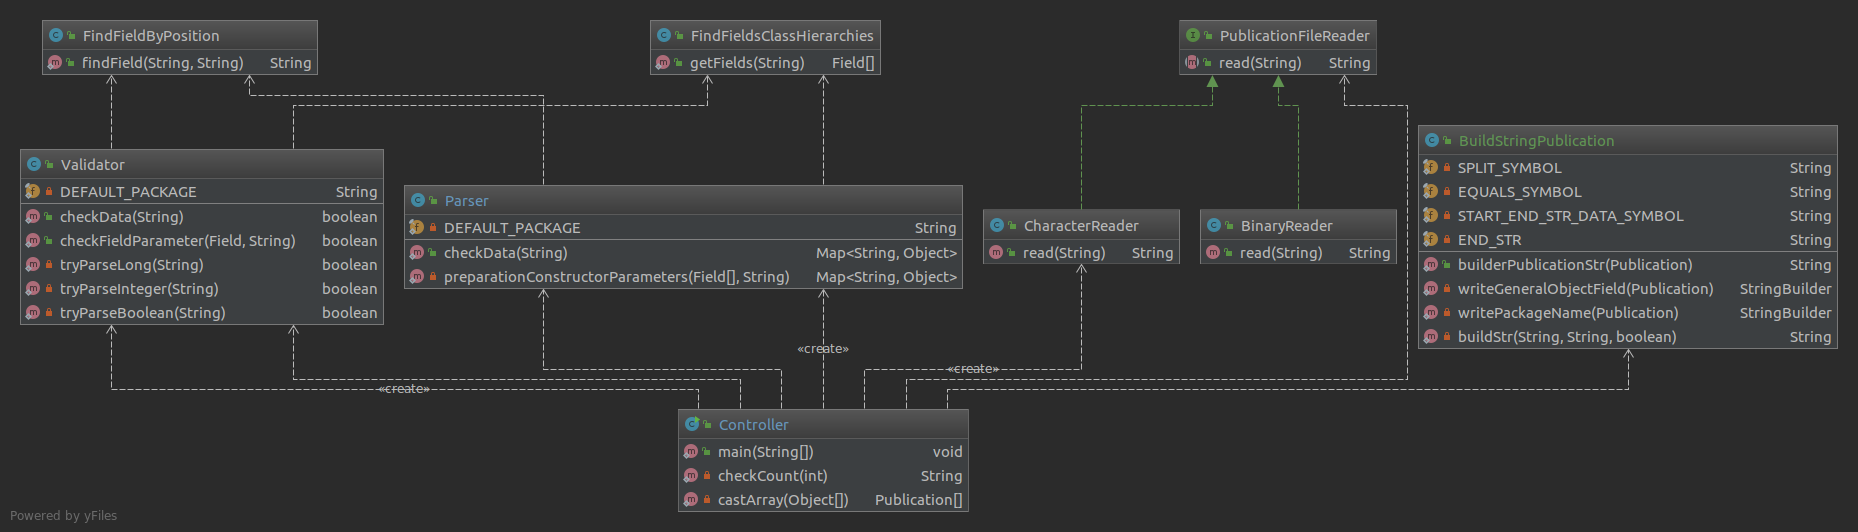 FindFieldByPosition
findField(String, String) String
FindFieldsClassHierarchies
getFields(String) Field[]
PublicationFileReader
read(String) String
Validator
DEFAULT_PACKAGE String
checkData(String) boolean
checkFieldParameter(Field, String) boolean
tryParseLong(String) boolean
tryParseInteger(String) boolean
tryParseBoolean(String) boolean
Parser
DEFAULT_PACKAGE String
checkData(String) Map<String, Object>
preparationConstructorParameters(Field[], String) Map<String, Object>
CharacterReader
read(String) String
BinaryReader
read(String) String
BuildStringPublication
SPLIT_SYMBOL String
EQUALS_SYMBOL String
START_END_STR_DATA_SYMBOL String
END_STR String
builderPublicationStr(Publication) String
writeGeneralObjectField(Publication) StringBuilder
writePackageName(Publication) StringBuilder
buildStr(String, String, boolean) String
«create»
«create»
«create»
Controller
main(String[]) void
checkCount(int) String
castArray(Object[]) Publication[]
Powered by yFiles